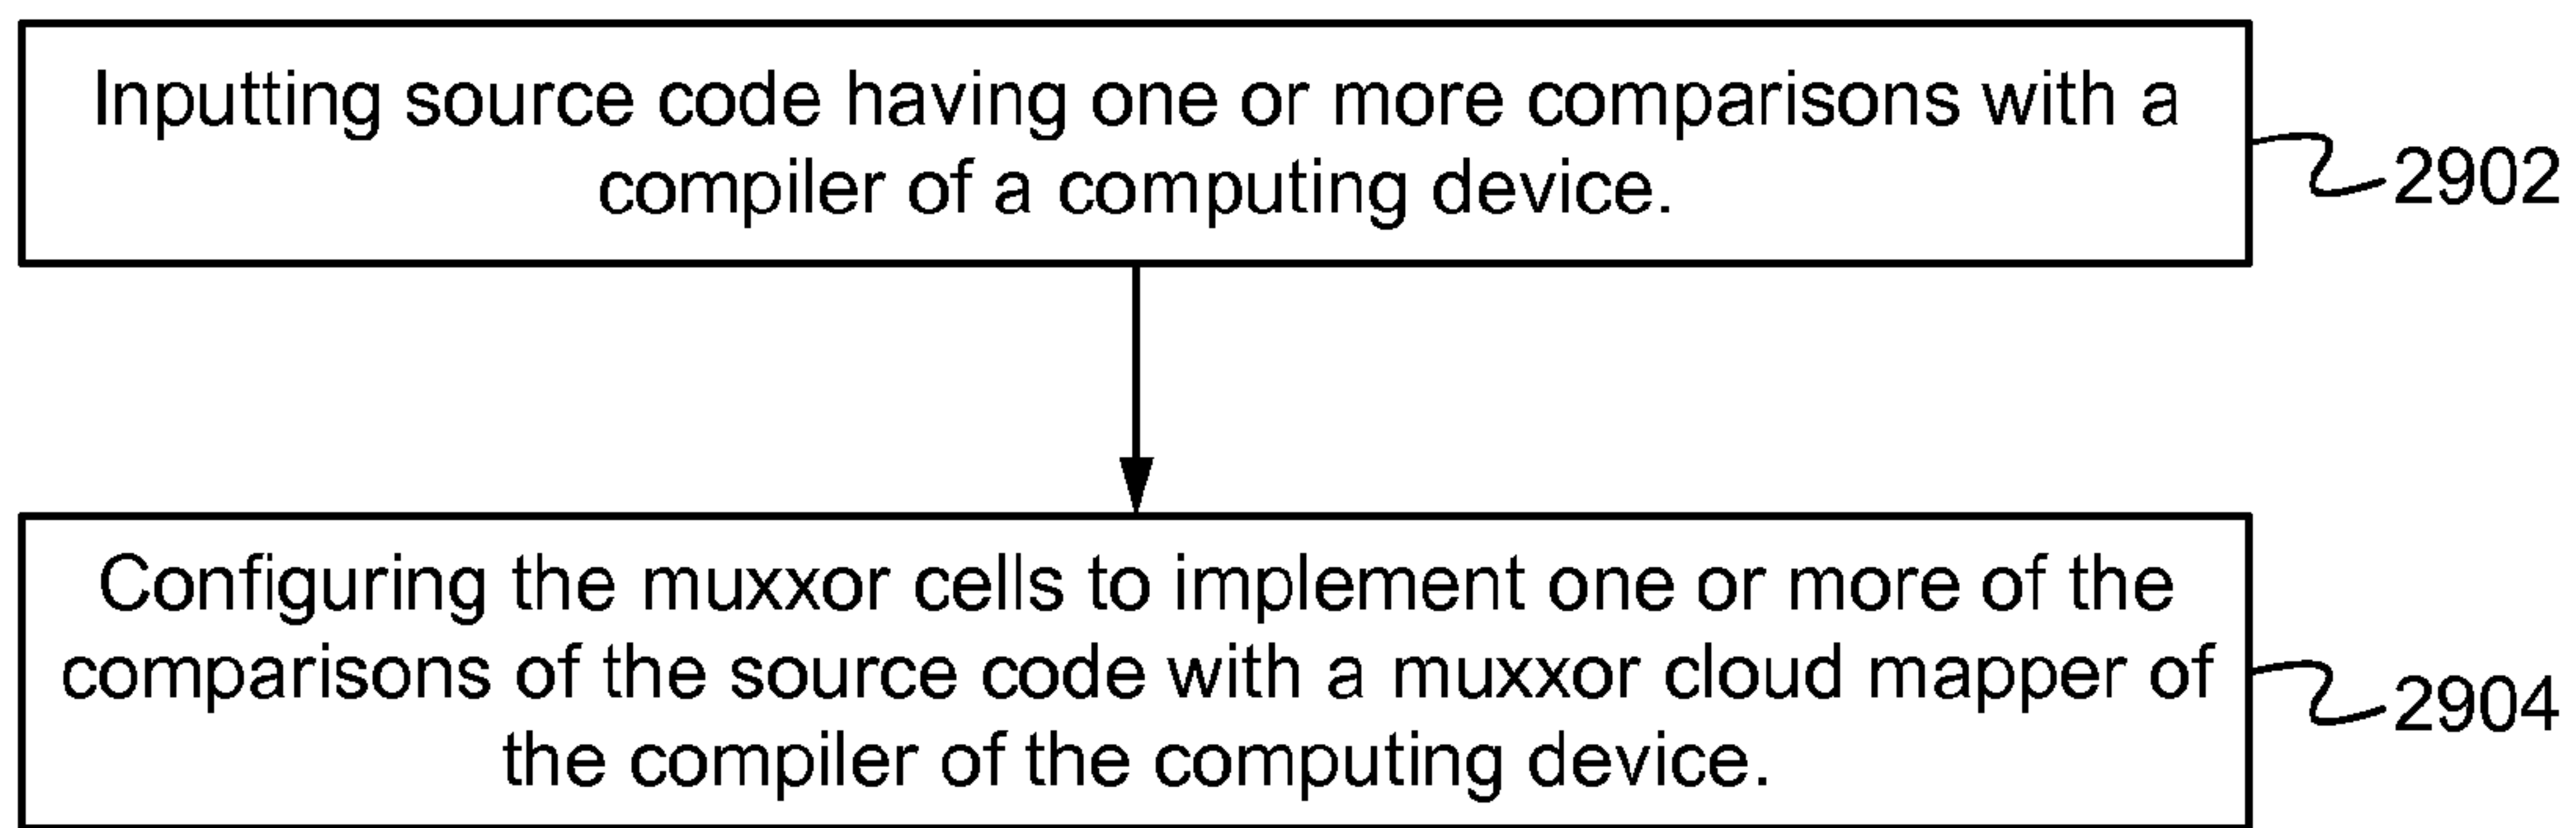 Inputting source code having one or more comparisons with a
compiler of a computing device.
2902
Configuring the muxxor cells to implement one or more of the
comparisons of the source code with a muxxor cloud mapper of
the compiler of the computing device.
2904